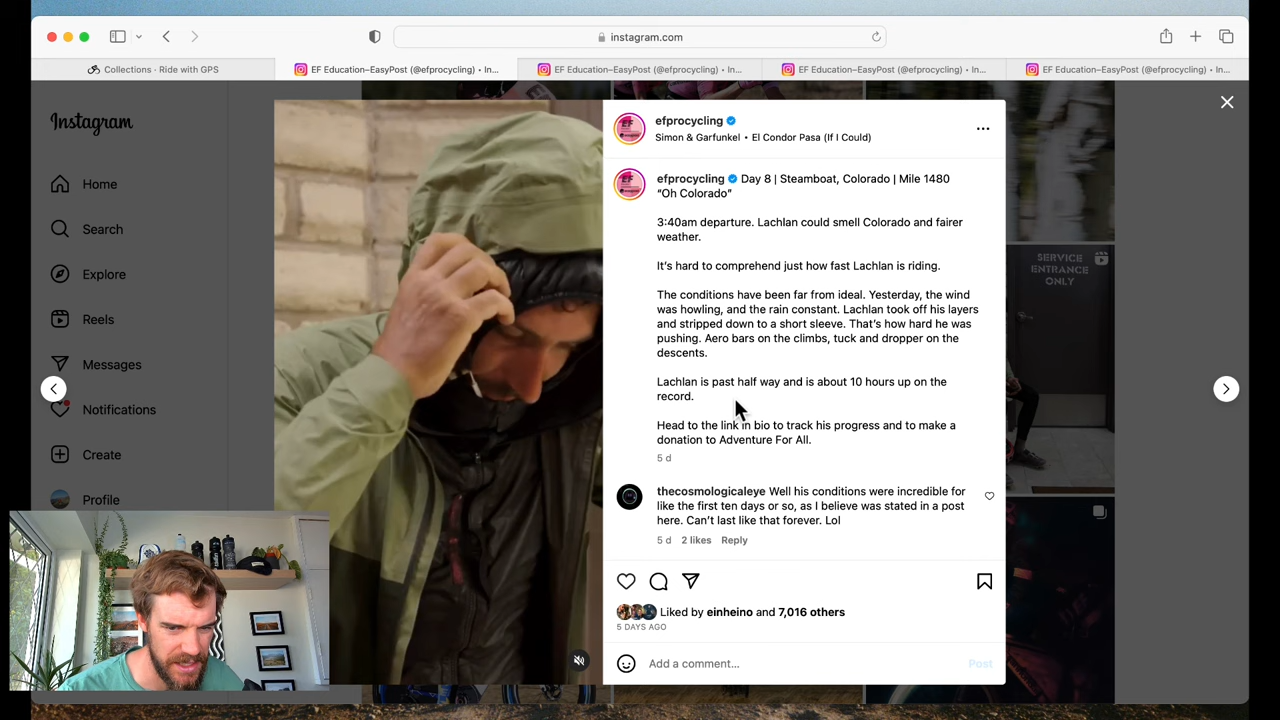 instagram.com
Collections · Ride with GPS
EF Education–EasyPost (@efprocycling) • In...
EF Education–EasyPost (@efprocycling) • In...
EF Education–EasyPost (@efprocycling) • In...
EF Education–EasyPost (@efprocycling) • In...
Instagram
Home
Search
Explore
Reels
Messages
Notifications
Create
Profile
efprocycling
Simon & Garfunkel • El Condor Pasa (If I Could)
efprocycling Day 8 | Steamboat, Colorado | Mile 1480
“Oh Colorado”
3:40am departure. Lachlan could smell Colorado and fairer
weather.
It’s hard to comprehend just how fast Lachlan is riding.
The conditions have been far from ideal. Yesterday, the wind
was howling, and the rain constant. Lachlan took off his layers
and stripped down to a short sleeve. That’s how hard he was
pushing. Aero bars on the climbs, tuck and dropper on the
descents.
Lachlan is past half way and is about 10 hours up on the
record.
Head to the link in bio to track his progress and to make a
donation to Adventure For All.
5 d
thecosmologicaleye Well his conditions were incredible for
like the first ten days or so, as I believe was stated in a post
here. Can’t last like that forever. Lol
5 d 2 likes Reply
Liked by einheino and 7,016 others
5 DAYS AGO
Add a comment...
Post
SERVICE
ENTRANCE
ONLY